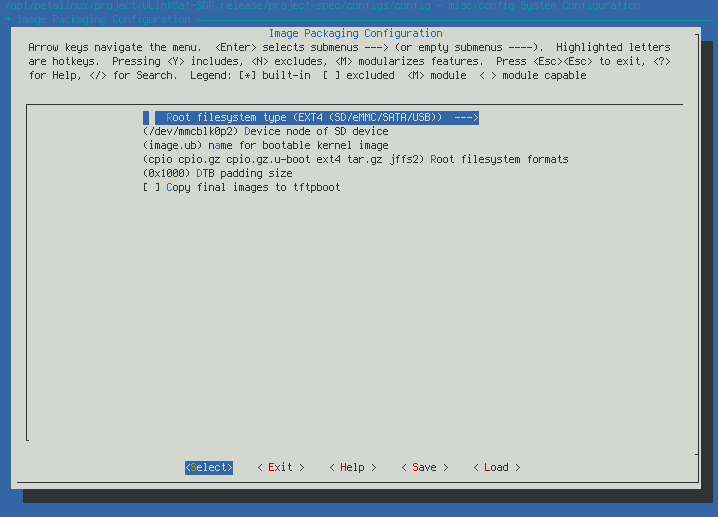 /opt/petalinux/project/ULinkSat-SDR.release/project-spec/configs/config - misc/config System Configuration
→ Image Packaging Configuration
Image Packaging Configuration
Arrow keys navigate the menu.  <Enter> selects submenus ---> (or empty submenus ----).  Highlighted letters
are hotkeys.  Pressing <Y> includes, <N> excludes, <M> modularizes features.  Press <Esc><Esc> to exit, <?>
for Help, </> for Search.  Legend: [*] built-in  [ ] excluded  <M> module  < > module capable
Root filesystem type (EXT4 (SD/eMMC/SATA/USB))  --->
(/dev/mmcblk0p2) Device node of SD device
(image.ub) name for bootable kernel image
(cpio cpio.gz cpio.gz.u-boot ext4 tar.gz jffs2) Root filesystem formats
(0x1000) DTB padding size
[ ] Copy final images to tftpboot
<Select>    < Exit >    < Help >    < Save >    < Load >